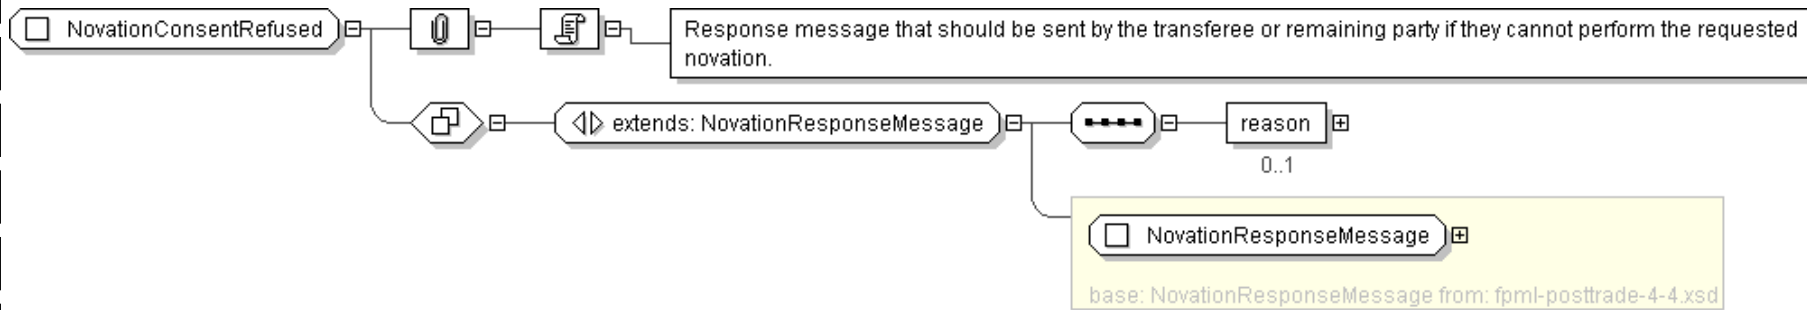 NovationConsentRefused
Response message that should be sent by the transferee or remaining party if they cannot perform the requested
novation.
extends: NovationResponseMessage
reason
0..1
NovationResponseMessage
base: NovationResponseMessage from: fpml-posttrade-4-4.xsd